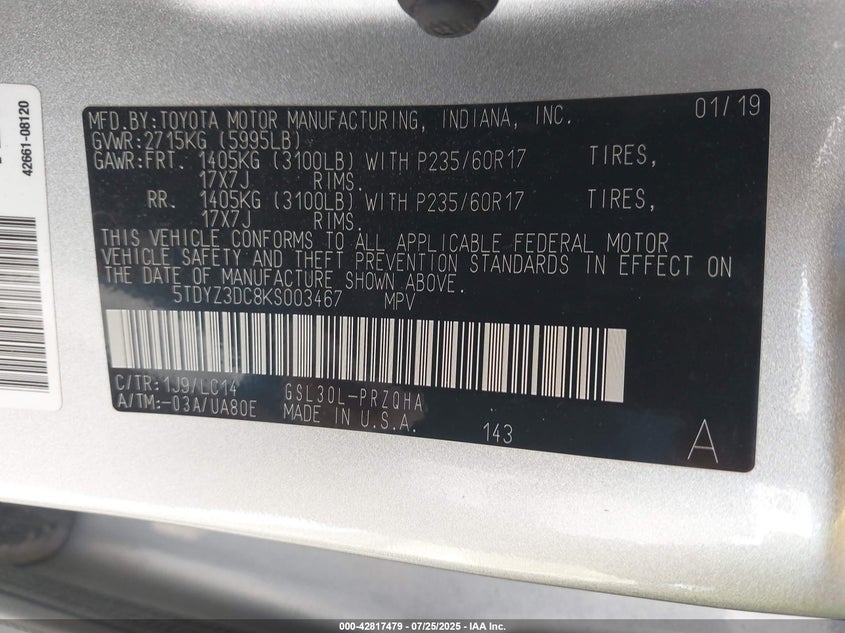 42661-08120
MFD.BY:TOYOTA MOTOR MANUFACTURING, INDIANA, INC. 01/19
GVWR:2715KG (5995LB)
GAWR:FRT. 1405KG (3100LB) WITH P235/60R17 TIRES,
17X7J RIMS.
RR. 1405KG (3100LB) WITH P235/60R17 TIRES,
17X7J RIMS.
THIS VEHICLE CONFORMS TO ALL APPLICABLE FEDERAL MOTOR
VEHICLE SAFETY AND THEFT PREVENTION STANDARDS IN EFFECT ON
THE DATE OF MANUFACTURE SHOWN ABOVE.
5TDYZ3DC8KS003467 MPV
C/TR:1J9/LC14 GSL30L-PRZQHA
A/TM:-03A/UA80E MADE IN U.S.A. 143 A
000-42817479 • 07/25/2025 • IAA Inc.